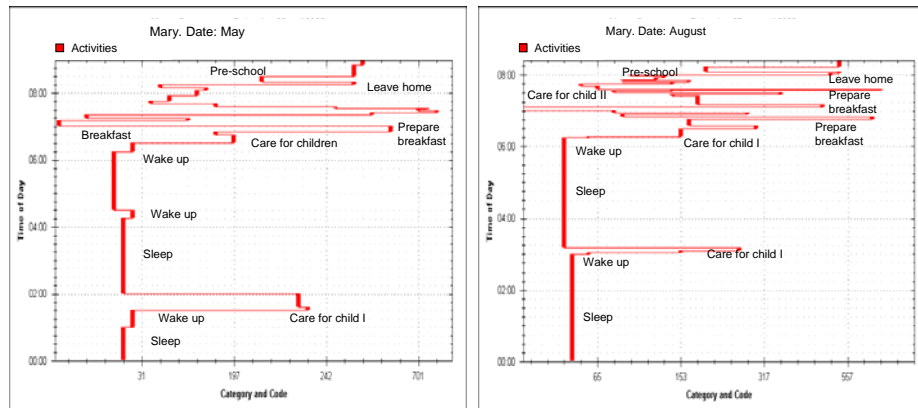 Mary. Date: May
Activities
Pre-school
Leave home
08:00
Breakfast
Care for children
Prepare
breakfast
06:00
Wake up
Time of Day
04:00
Wake up
Sleep
02:00
Wake up
Care for child I
Sleep
00:00
31
197
242
701
Category and Code
Mary. Date: August
Activities
08:00
Pre-school
Leave home
Care for child II
Prepare
breakfast
06:00
Wake up
Care for child I
Prepare
breakfast
Time of Day
Sleep
04:00
Wake up
Care for child I
02:00
Sleep
00:00
65
153
317
557
Category and Code